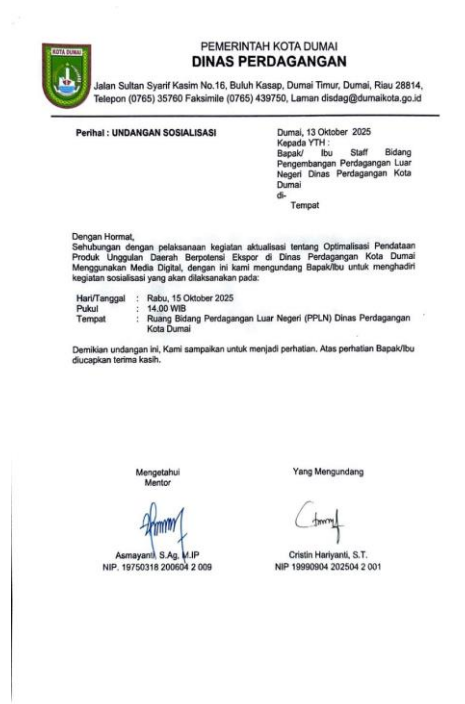 KOTA DUMAI
PEMERINTAH KOTA DUMAI
DINAS PERDAGANGAN
Jalan Sultan Syarif Kasim No.16, Buluh Kasap, Dumai Timur, Dumai, Riau 28814,
Telepon (0765) 35760 Faksimile (0765) 439750, Laman disdag@dumaikota.go.id
Perihal : UNDANGAN SOSIALISASI
Dumai, 13 Oktober 2025
Kepada YTH :
Bapak/ Ibu Staff Bidang
Pengembangan Perdagangan Luar
Negeri Dinas Perdagangan Kota
Dumai
di-
Tempat
Dengan Hormat,
Sehubungan dengan pelaksanaan kegiatan aktualisasi tentang Optimalisasi Pendataan
Produk Unggulan Daerah Berpotensi Ekspor di Dinas Perdagangan Kota Dumai
Menggunakan Media Digital, dengan ini kami mengundang Bapak/Ibu untuk menghadiri
kegiatan sosialisasi yang akan dilaksanakan pada:
Hari/Tanggal : Rabu, 15 Oktober 2025
Pukul : 14.00 WIB
Tempat : Ruang Bidang Perdagangan Luar Negeri (PPLN) Dinas Perdagangan
Kota Dumai
Demikian undangan ini, Kami sampaikan untuk menjadi perhatian. Atas perhatian Bapak/Ibu
diucapkan terima kasih.
Mengetahui
Mentor
Asmayanti, S.Ag, M.IP
NIP. 19750318 200604 2 009
Yang Mengundang
Cristin Hariyanti, S.T.
NIP 19990904 202504 2 001